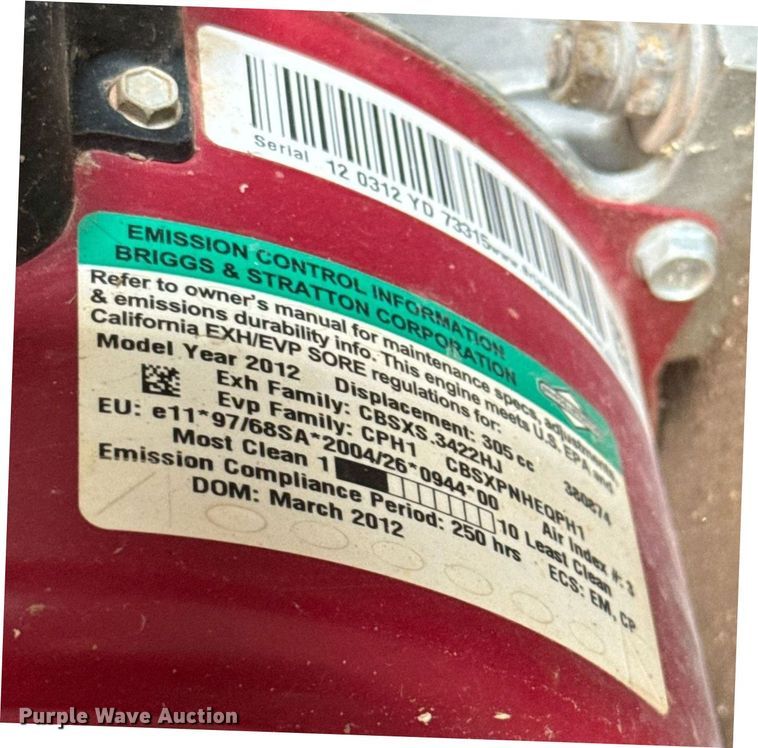 Serial 12 0312 YD 73315
EMISSION CONTROL INFORMATION
BRIGGS & STRATTON CORPORATION
Refer to owner's manual for maintenance specs, adjustments
& emissions durability info. This engine meets U.S. EPA and
California EXH/EVP SORE regulations for:
Model Year 2012 Displacement: 305 cc 380874
Exh Family: CBSXS.3422HJ
Evp Family: CPH1 CBSXPNHEQPH1
EU: e11*97/68SA*2004/26*0944*00 Air Index #: 3
Most Clean 1 10 Least Clean
Emission Compliance Period: 250 hrs ECS: EM, CP
DOM: March 2012
Purple Wave Auction